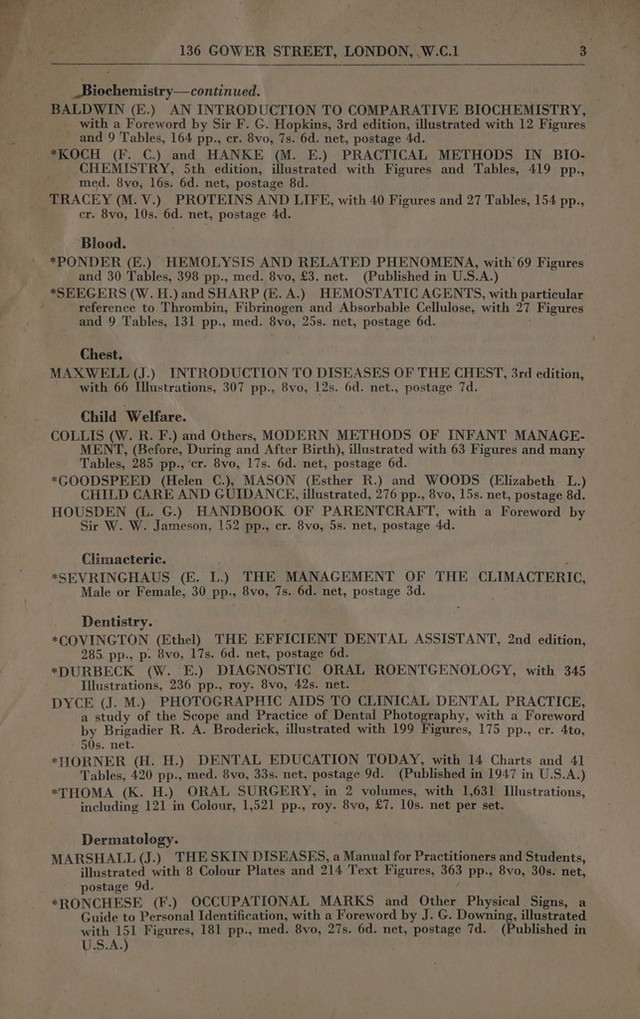 136 GOWER STREET, LONDON, W.C.1 3
Biochemistry—continued.
BALDWIN (E.) AN INTRODUCTION TO COMPARATIVE BIOCHEMISTRY,
with a Foreword by Sir F. G. Hopkins, 3rd edition, illustrated with 12 Figures
and 9 Tables, 164 pp., cr. 8vo, 7s. 6d. net, postage 4d.
*KOCH (F. C.) and HANKE (M. E.) PRACTICAL METHODS IN BIO-
CHEMISTRY, 5th edition, illustrated with Figures and Tables, 419 pp.,
med. 8vo, 16s. 6d. net, postage 8d.
TRACEY (M. V.) PROTEINS AND LIFE, with 40 Figures and 27 Tables, 154 pp.,
cr. 8vo, 10s. 6d. net, postage 4d.
Blood.
*PONDER (E.) HEMOLYSIS AND RELATED PHENOMENA, with 69 Figures
and 30 Tables, 398 pp., med. 8vo, £3. net. (Published in U.S.A.)
*SEEGERS (W. H.) and SHARP (E. A.) HEMOSTATIC AGENTS, with particular
reference to Thrombin, Fibrinogen and Absorbable Cellulose, with 27 Figures
and 9 Tables, 131 pp., med. 8vo, 25s. net, postage 6d.
Chest.
MAXWELL (J.) INTRODUCTION TO DISEASES OF THE CHEST, 3rd edition,
with 66 Illustrations, 307 pp., 8vo, 12s. 6d. net., postage 7d.
Child Welfare.
COLLIS (W. R. F.) and Others, MODERN METHODS OF INFANT MANAGE-
MENT, (Before, During and After Birth), illustrated with 63 Figures and many
Tables, 285 pp., cr. 8vo, 17s. 6d. net, postage 6d.
*GOODSPEED (Helen C.), MASON (Esther R.) and WOODS (Elizabeth L.)
CHILD CARE AND GUIDANCE, illustrated, 276 pp., 8vo, 15s. net, postage 8d.
HOUSDEN (L. G.) HANDBOOK OF PARENTCRAFT, with a Foreword by
Sir W. W. Jameson, 152 pp., cr. 8vo, 5s. net, postage 4d.
Climacteric.
*SEVRINGHAUS (E. L.) THE MANAGEMENT OF THE CLIMACTERIC,
Male or Female, 30 pp., 8vo, 7s. 6d. net, postage 3d.
Dentistry.
*COVINGTON (Ethel) THE EFFICIENT DENTAL ASSISTANT, 2nd edition,
285 pp., p. 8vo, 17s. 6d. net, postage 6d.
*DURBECK (W. E.) DIAGNOSTIC ORAL ROENTGENOLOGY, with 345
Illustrations, 236 pp., roy. 8vo, 42s. net.
DYCE (J. M.) PHOTOGRAPHIC AIDS TO CLINICAL DENTAL PRACTICE,
a study of the Scope and Practice of Dental Photography, with a Foreword
by Brigadier R. A. Broderick, illustrated with 199 Figures, 175 pp., cr. 4to,
50s. net.
*HORNER (H. H.) DENTAL EDUCATION TODAY, with 14 Charts and 41
Tables, 420 pp., med. 8vo, 33s. net, postage 9d. (Published in 1947 in U.S.A.)
*THOMA (K. H.) ORAL SURGERY, in 2 volumes, with 1,631 Illustrations,
including 121 in Colour, 1,521 pp., roy. 8vo, £7. 10s. net per set.
Dermatology.
MARSHALL (J.) THE SKIN DISEASES, a Manual for Practitioners and Students,
illustrated with 8 Colour Plates and 214 Text Figures, 363 pp., 8vo, 30s. net,
postage 9d.
*RONCHESE (F.) OCCUPATIONAL MARKS and Other Physical Signs, a
Guide to Personal Identification, with a Foreword by J. G. Downing, illustrated
with 151 Figures, 181 pp., med. 8vo, 27s. 6d. net, postage 7d. (Published in
U.S.A.)